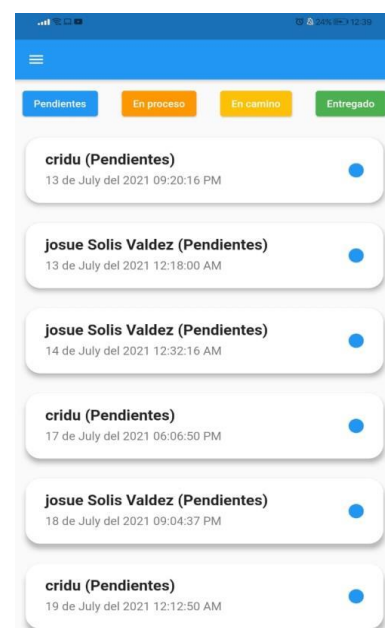 24% 12:39
Pendientes En proceso En camino Entregado
cridu (Pendientes)
13 de July del 2021 09:20:16 PM
josue Solis Valdez (Pendientes)
13 de July del 2021 12:18:00 AM
josue Solis Valdez (Pendientes)
14 de July del 2021 12:32:16 AM
cridu (Pendientes)
17 de July del 2021 06:06:50 PM
josue Solis Valdez (Pendientes)
18 de July del 2021 09:04:37 PM
cridu (Pendientes)
19 de July del 2021 12:12:50 AM